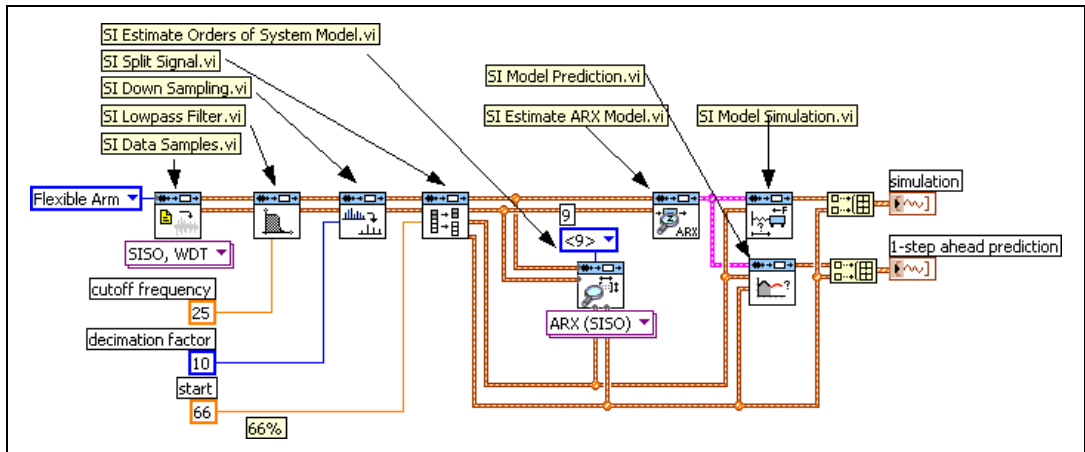 SI Estimate Orders of System Model.vi
SI Split Signal.vi
SI Down Sampling.vi
SI Lowpass Filter.vi
SI Data Samples.vi
SI Model Prediction.vi
SI Estimate ARX Model.vi
SI Model Simulation.vi
Flexible Arm
SISO, WDT
cutoff frequency
25
decimation factor
10
start
66
66%
9
<9>
ARX (SISO)
Z
ARX
F
?
?
simulation
1-step ahead prediction